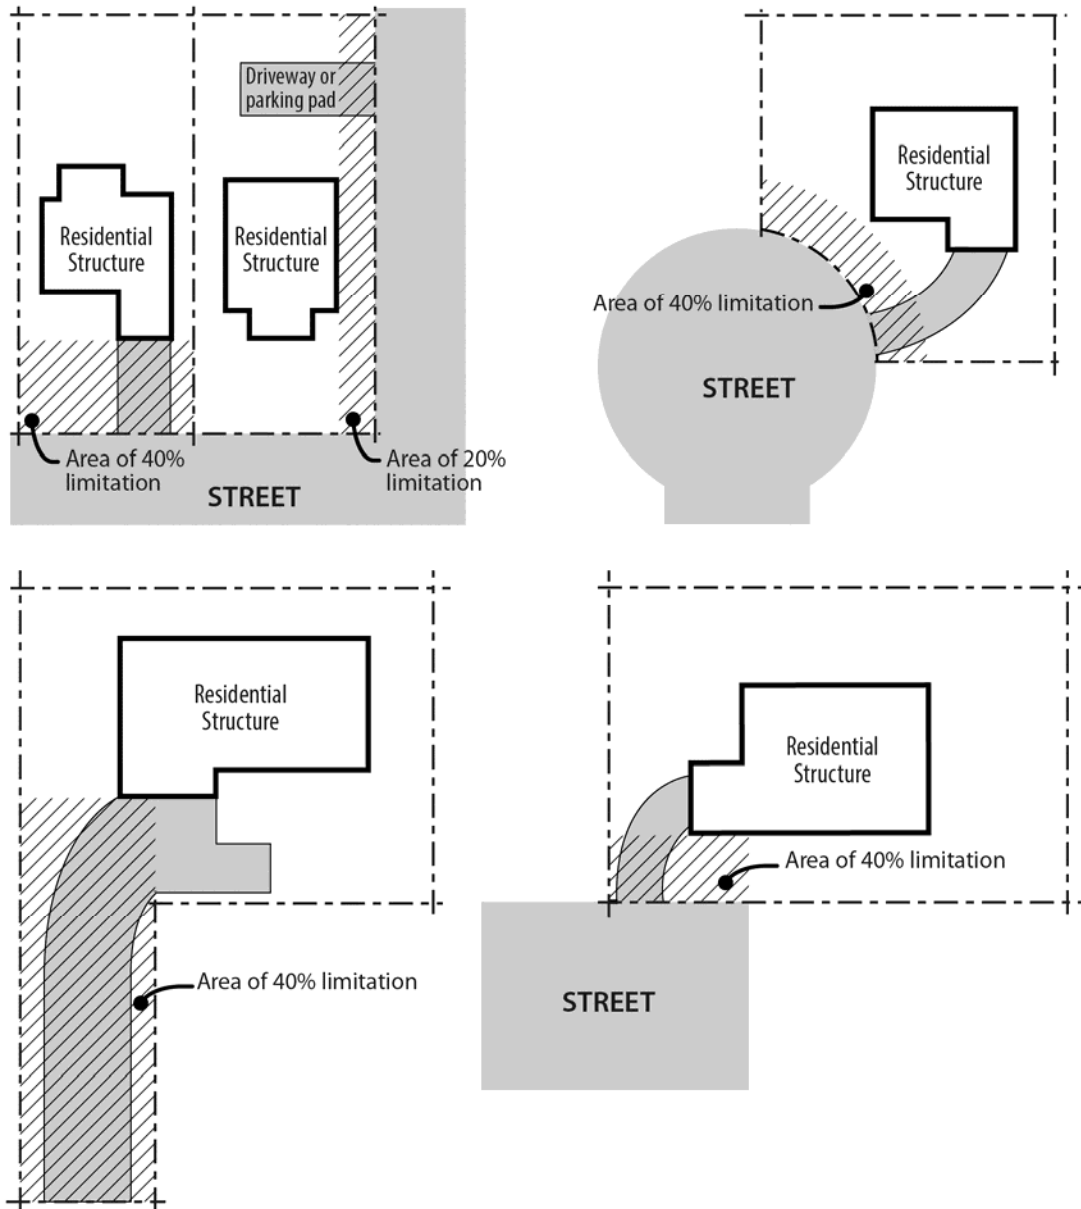 Driveway or
parking pad
Residential
Structure
Residential
Structure
Area of 40%
limitation
Area of 20%
limitation
STREET
Residential
Structure
Area of 40% limitation
STREET
Residential
Structure
Area of 40% limitation
Residential
Structure
Area of 40% limitation
STREET